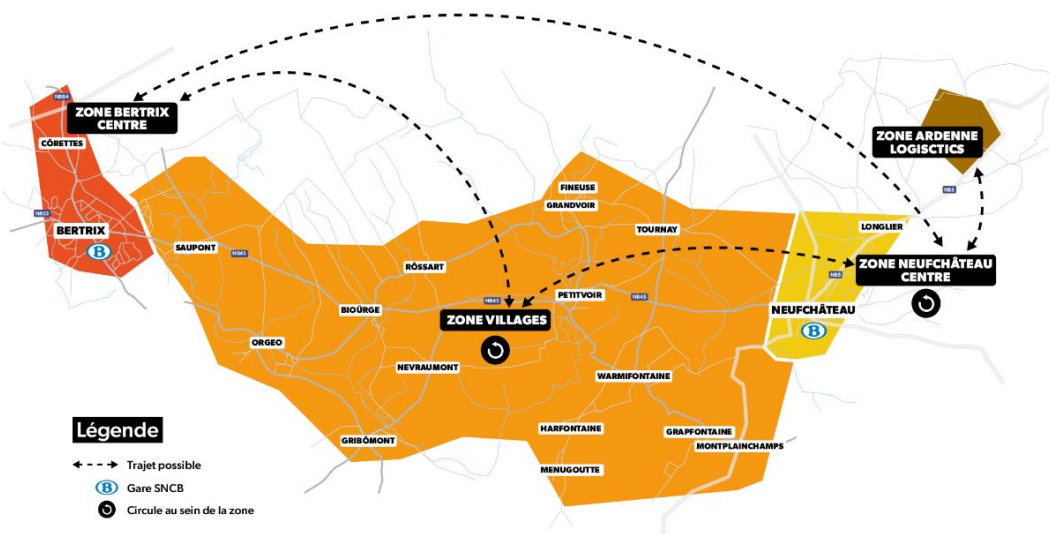 N884
ZONE BERTRIX
CENTRE
CÔRETTES
N853
BERTRIX
B
SAUPONT
N845
ORGEO
BIOÛRGE
RÔSSART
NEVRAUMONT
GRIBÔMONT
FINEUSE
GRANDVOIR
TOURNAY
PETITVOIR
N845
N845
ZONE VILLAGES
WARMIFONTAINE
HARFONTAINE
GRAPFONTAINE
MONTPLAINCHAMPS
MENUGOUTTE
ZONE ARDENNE
LOGISCTICS
N85
LONGLIER
ZONE NEUFCHÂTEAU
CENTRE
N85
NEUFCHÂTEAU
B
Légende
Trajet possible
B
Gare SNCB
Circule au sein de la zone